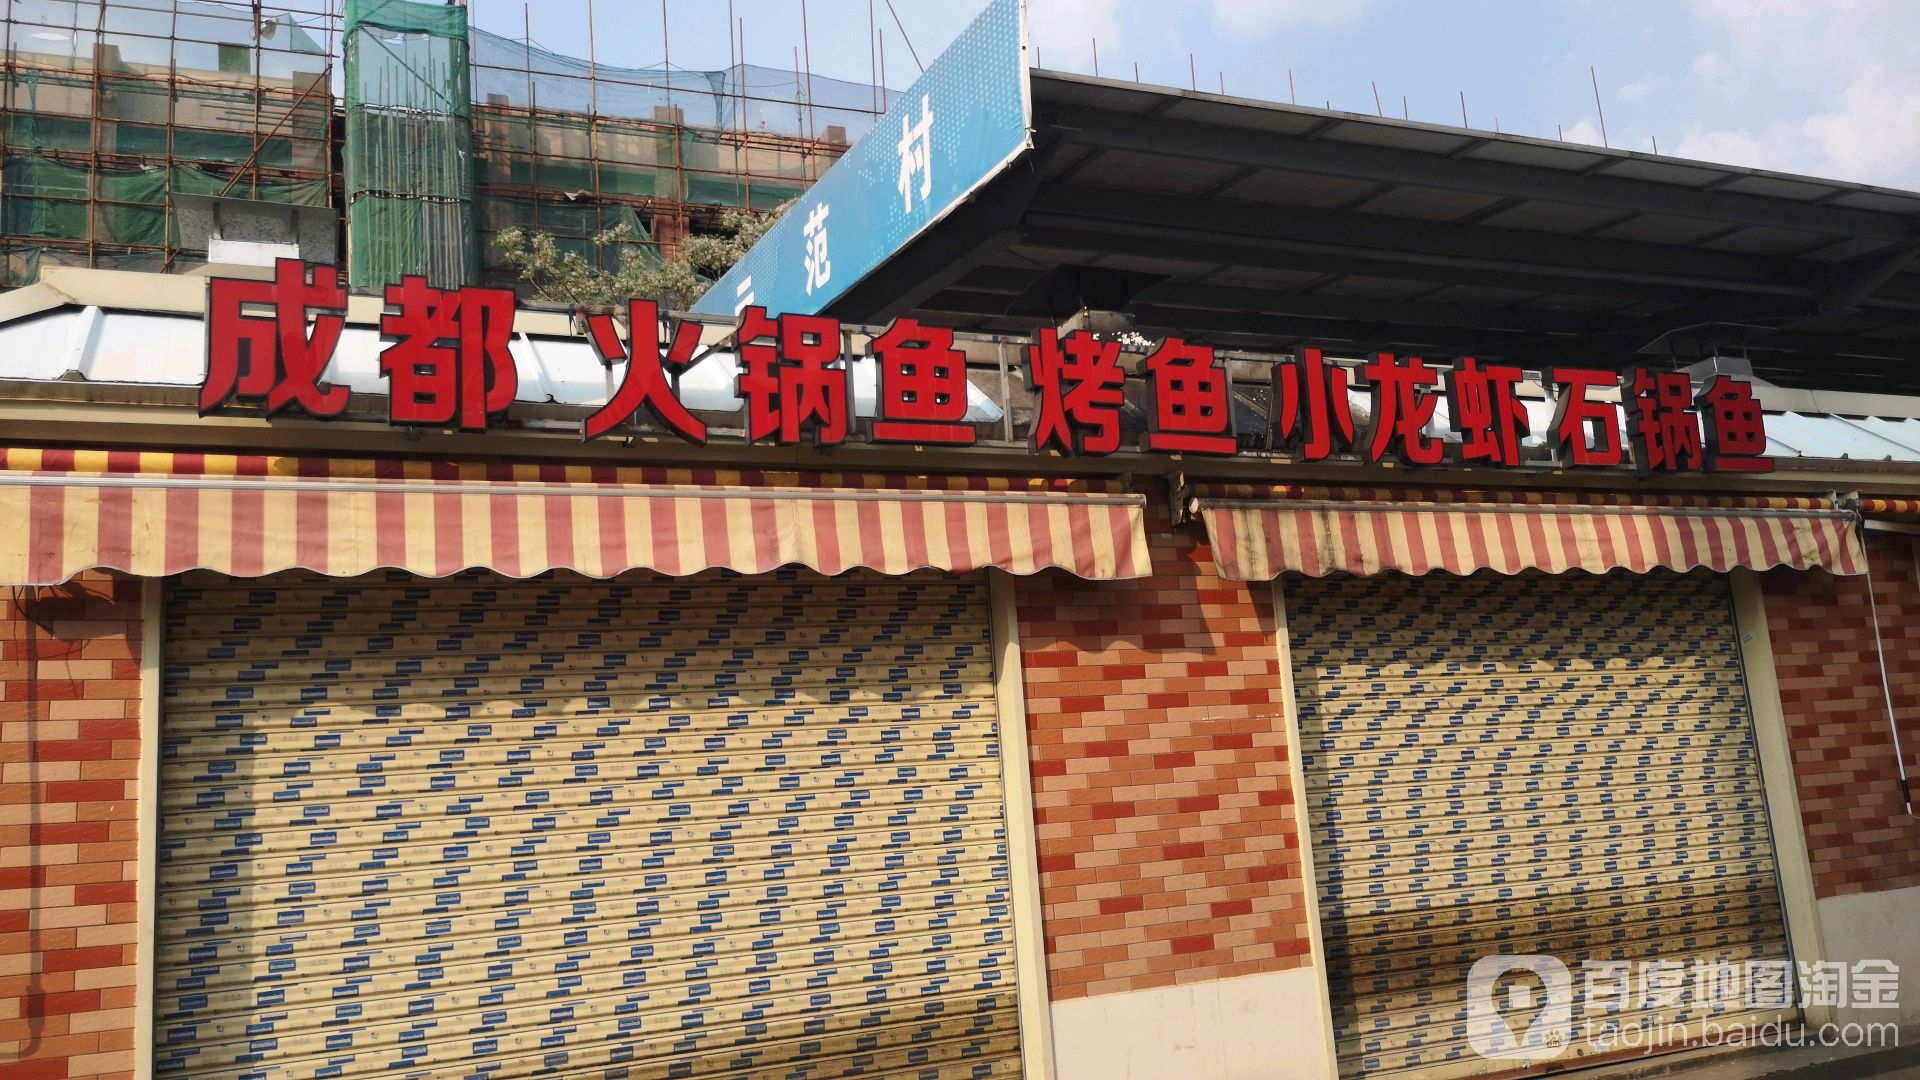 范村
成都 火锅鱼 烤鱼 小龙虾 石锅鱼
百度地图淘金
taojin.baidu.com